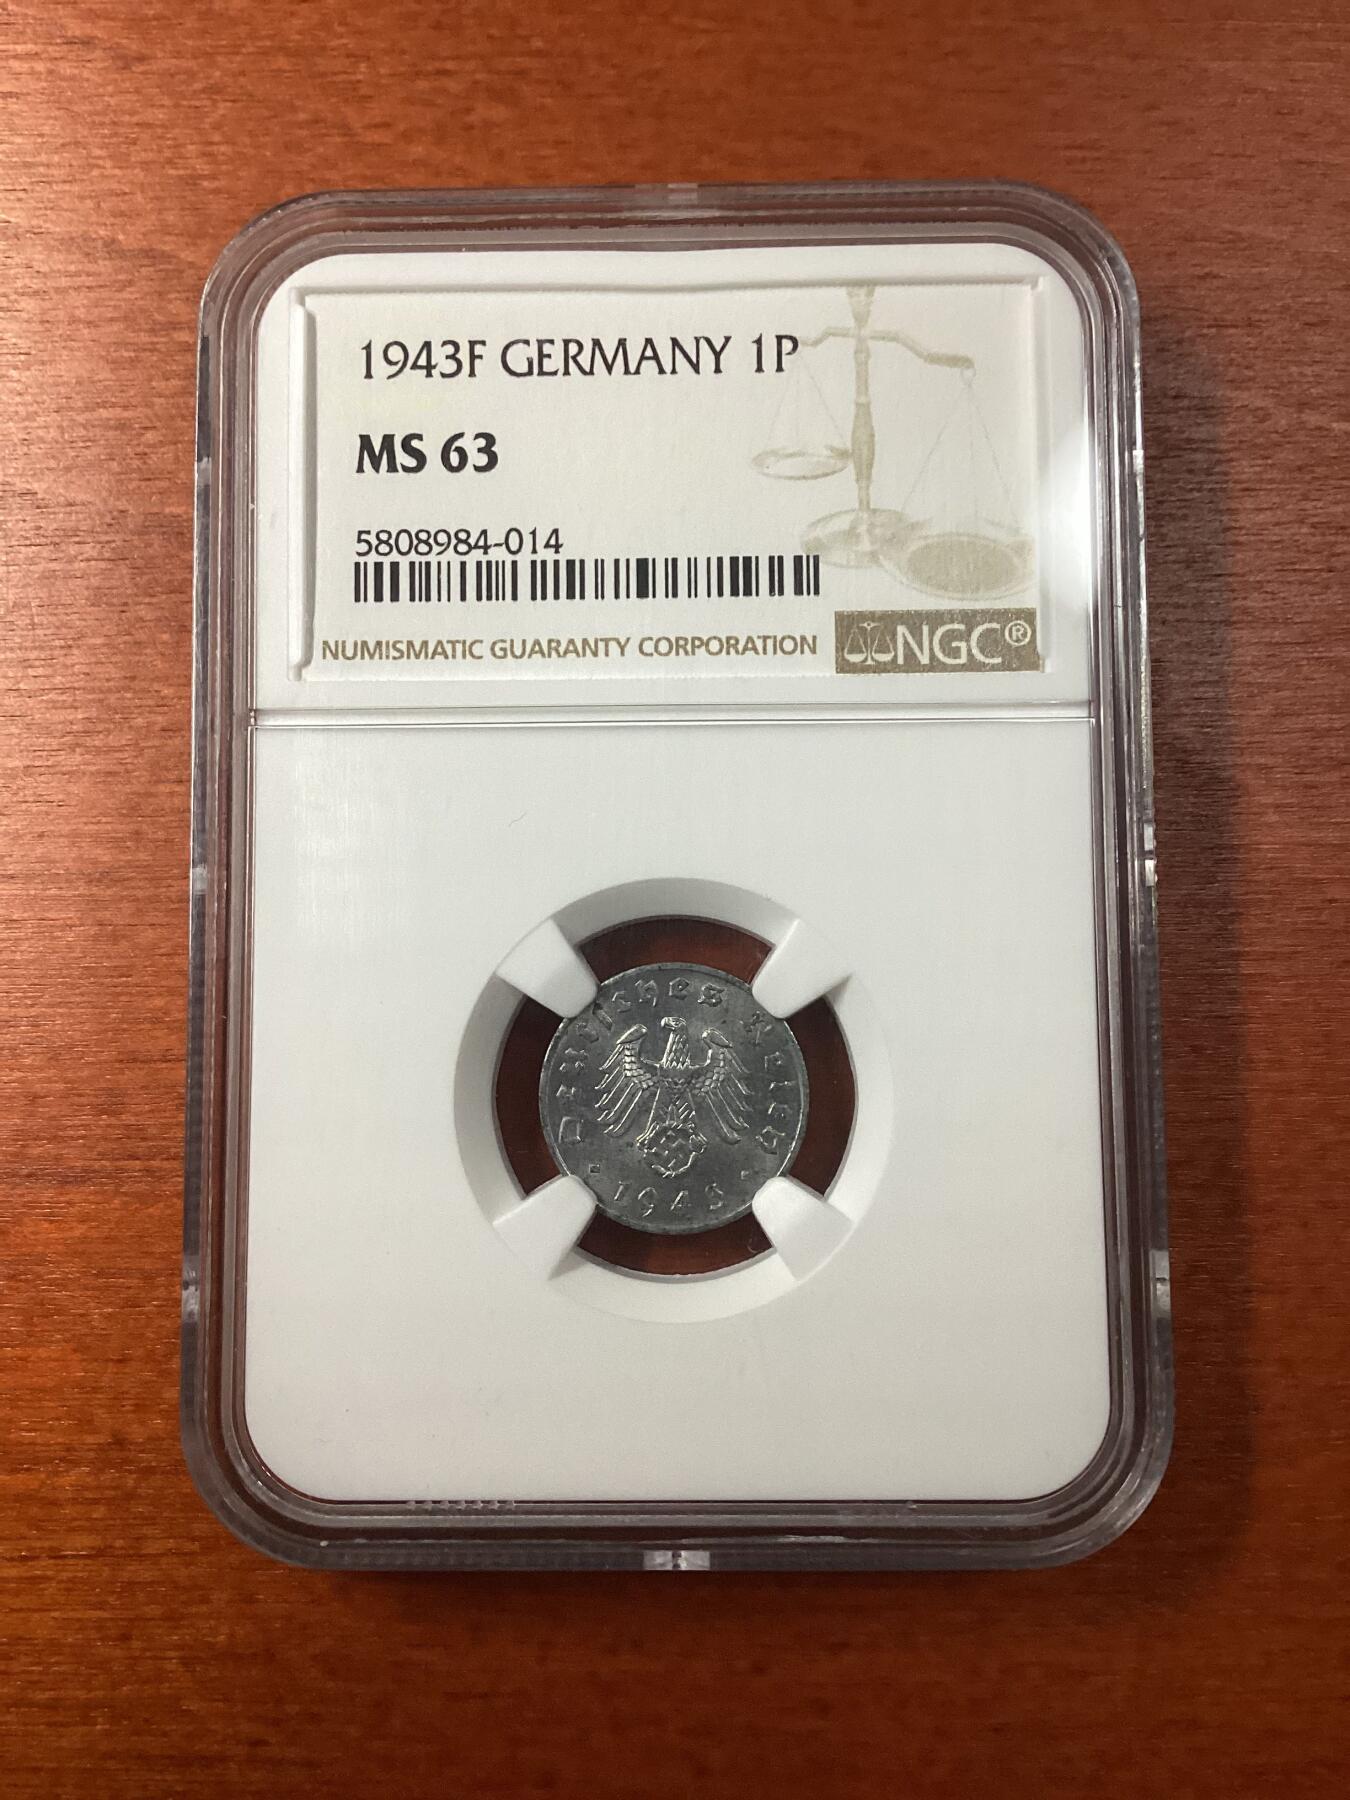 1943F GERMANY 1P
MS 63
5808984-014
NUMISMATIC GUARANTY CORPORATION NGC®
Deutsches Reich
1943